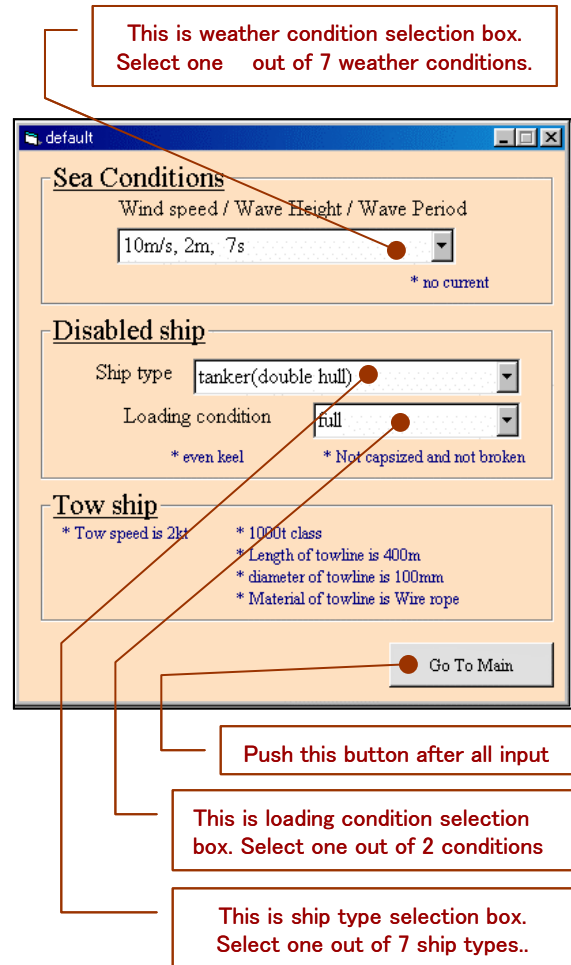 This is weather condition selection box.
Select one out of 7 weather conditions.
default
Sea Conditions
Wind speed / Wave Height / Wave Period
10m/s, 2m, 7s
* no current
Disabled ship
Ship type tanker(double hull)
Loading condition full
* even keel * Not capsized and not broken
Tow ship
* Tow speed is 2kt * 1000t class
* Length of towline is 400m
* diameter of towline is 100mm
* Material of towline is Wire rope
Go To Main
Push this button after all input
This is loading condition selection
box. Select one out of 2 conditions
This is ship type selection box.
Select one out of 7 ship types..